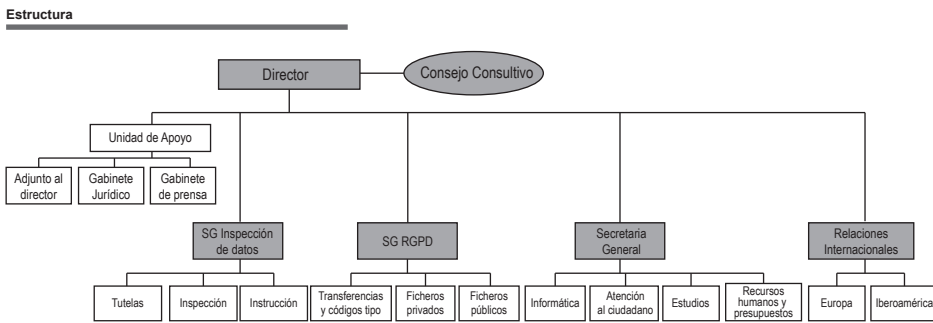 Estructura
Director
Consejo Consultivo
Unidad de Apoyo
Adjunto al
director
Gabinete
Jurídico
Gabinete
de prensa
SG Inspección
de datos
SG RGPD
Secretaria
General
Relaciones
Internacionales
Tutelas
Inspección
Instrucción
Transferencias
y códigos tipo
Ficheros
privados
Ficheros
públicos
Informática
Atención
al ciudadano
Estudios
Recursos
humanos y
presupuestos
Europa
Iberoamérica